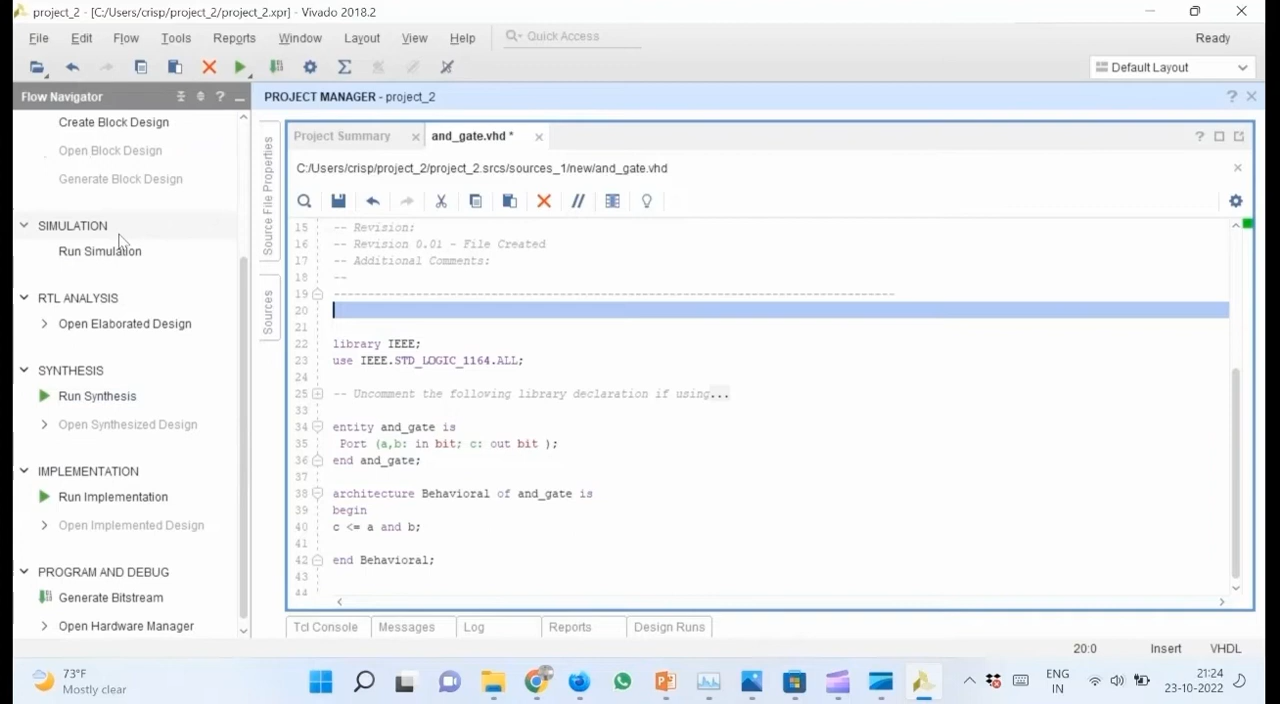 project_2 - [C:/Users/crisp/project_2/project_2.xpr] - Vivado 2018.2
File Edit Flow Tools Reports Window Layout View Help Quick Access Ready
Default Layout
Flow Navigator
PROJECT MANAGER - project_2
Create Block Design
Open Block Design
Generate Block Design
SIMULATION
Run Simulation
RTL ANALYSIS
Open Elaborated Design
SYNTHESIS
Run Synthesis
Open Synthesized Design
IMPLEMENTATION
Run Implementation
Open Implemented Design
PROGRAM AND DEBUG
Generate Bitstream
Open Hardware Manager
Source File Properties
Sources
Project Summary and_gate.vhd *
C:/Users/crisp/project_2/project_2.srcs/sources_1/new/and_gate.vhd
15 -- Revision:
16 -- Revision 0.01 - File Created
17 -- Additional Comments:
18 --
19 ----------------------------------------------------------------------------------
20
21
22 library IEEE;
23 use IEEE.STD_LOGIC_1164.ALL;
24
25 -- Uncomment the following library declaration if using...
33
34 entity and_gate is
35 Port (a,b: in bit; c: out bit );
36 end and_gate;
37
38 architecture Behavioral of and_gate is
39 begin
40 c <= a and b;
41
42 end Behavioral;
43
44
Tcl Console Messages Log Reports Design Runs
20:0 Insert VHDL
73°F
Mostly clear
ENG
IN
21:24
23-10-2022